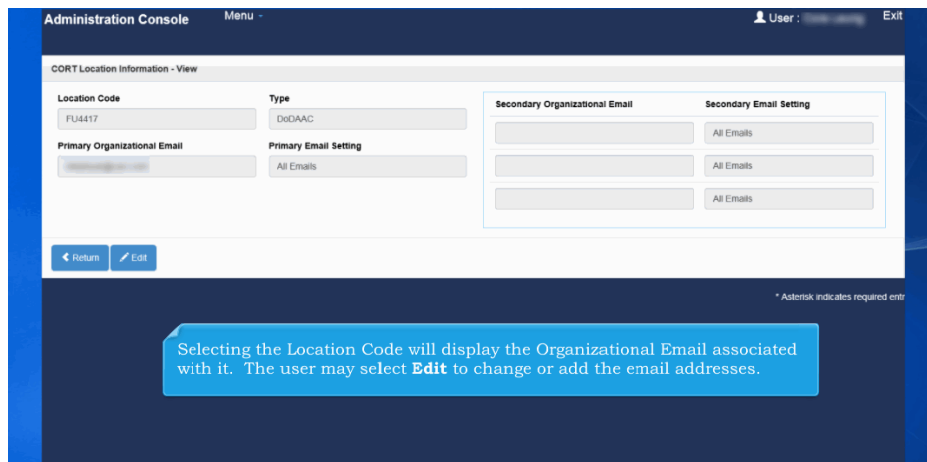 Administration Console Menu User : Exit
CORT Location Information - View
Location Code Type Secondary Organizational Email Secondary Email Setting
FU4417 DoDAAC
All Emails
Primary Organizational Email Primary Email Setting
All Emails All Emails
All Emails
Return Edit
* Asterisk indicates required entr
Selecting the Location Code will display the Organizational Email associated
with it. The user may select Edit to change or add the email addresses.